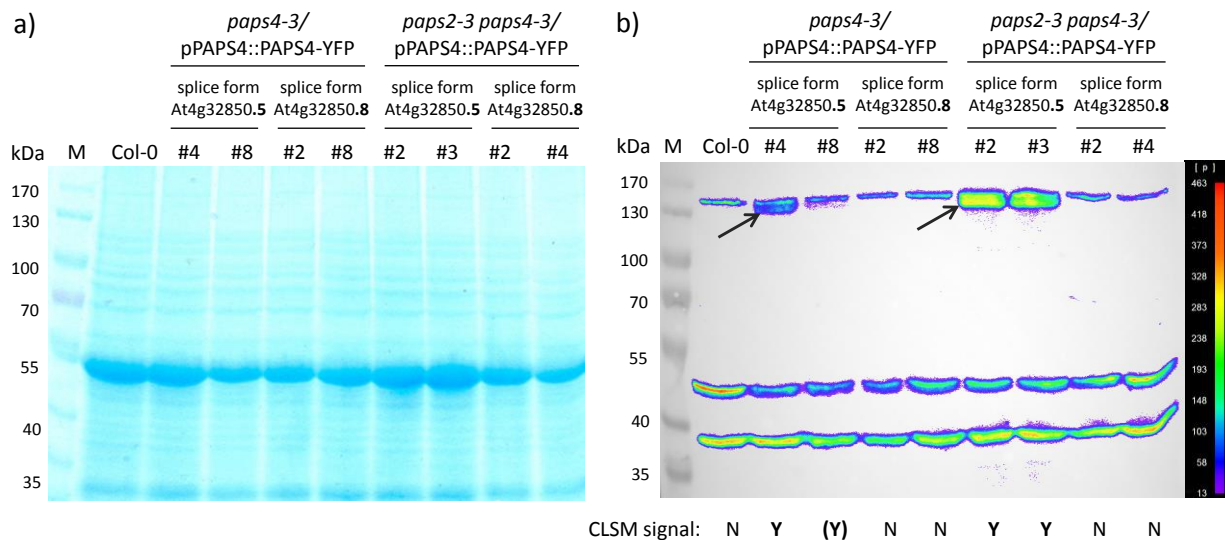 a)
paps4-3/ paps2-3 paps4-3/
pPAPS4::PAPS4-YFP pPAPS4::PAPS4-YFP
splice form splice form splice form splice form
At4g32850.5 At4g32850.8 At4g32850.5 At4g32850.8
kDa M Col-0 #4 #8 #2 #8 #2 #3 #2 #4
170
130
100
70
55
40
35
b)
paps4-3/ paps2-3 paps4-3/
pPAPS4::PAPS4-YFP pPAPS4::PAPS4-YFP
splice form splice form splice form splice form
At4g32850.5 At4g32850.8 At4g32850.5 At4g32850.8
kDa M Col-0 #4 #8 #2 #8 #2 #3 #2 #4
170
130
100
70
55
40
35
[ p ]
463
418
373
328
283
238
193
148
103
58
13
CLSM signal: N Y (Y) N N Y Y N N